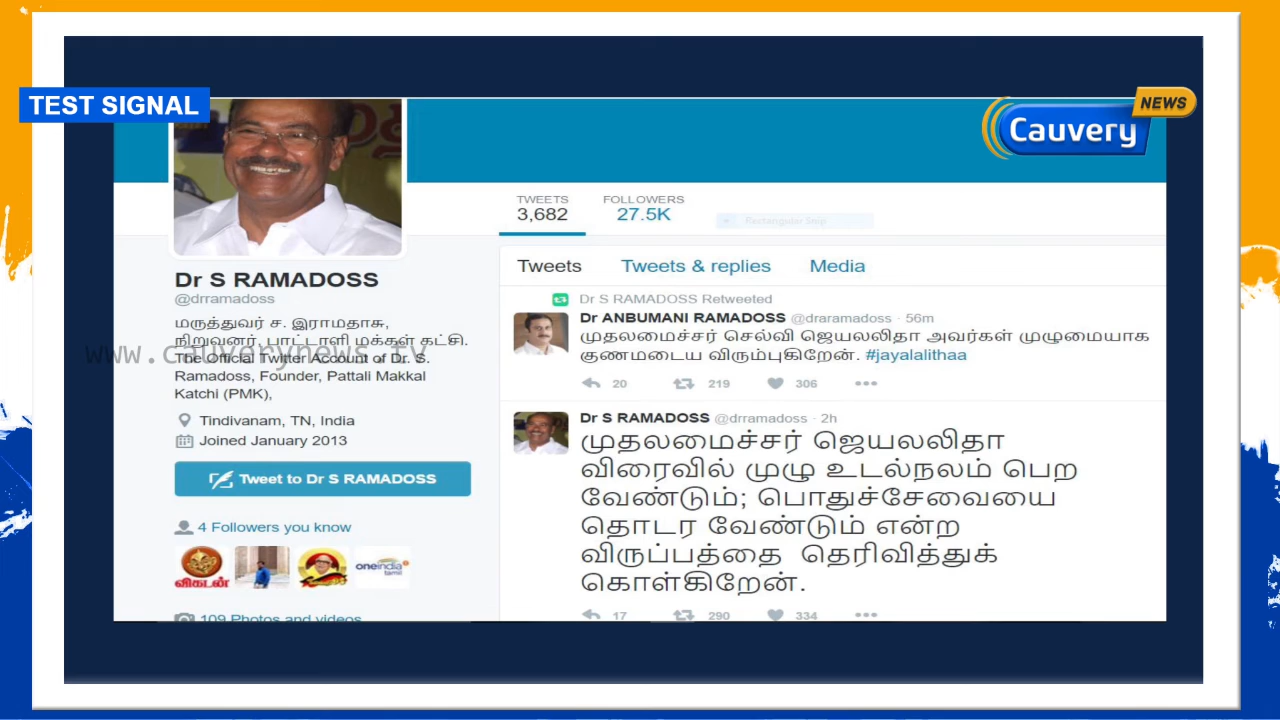 TEST SIGNAL
NEWS
Cauvery
TWEETS
3,682
FOLLOWERS
27.5K
Rectangular Snip
Dr S RAMADOSS
@drramadoss
மருத்துவர் ச. இராமதாசு,
நிறுவனர், பாட்டாளி மக்கள் கட்சி.
The Official Twitter Account of Dr. S.
Ramadoss, Founder, Pattali Makkal
Katchi (PMK),
www.cauverynews.tv
Tindivanam, TN, India
Joined January 2013
Tweet to Dr S RAMADOSS
4 Followers you know
விகடன்
oneindia
tamil
109 Photos and videos
Tweets Tweets & replies Media
Dr S RAMADOSS Retweeted
Dr ANBUMANI RAMADOSS @draramadoss · 56m
முதலமைச்சர் செல்வி ஜெயலலிதா அவர்கள் முழுமையாக
குணமடைய விரும்புகிறேன். #jayalalithaa
20 219 306
Dr S RAMADOSS @drramadoss · 2h
முதலமைச்சர் ஜெயலலிதா
விரைவில் முழு உடல்நலம் பெற
வேண்டும்; பொதுச்சேவையை
தொடர வேண்டும் என்ற
விருப்பத்தை தெரிவித்துக்
கொள்கிறேன்.
17 290 334